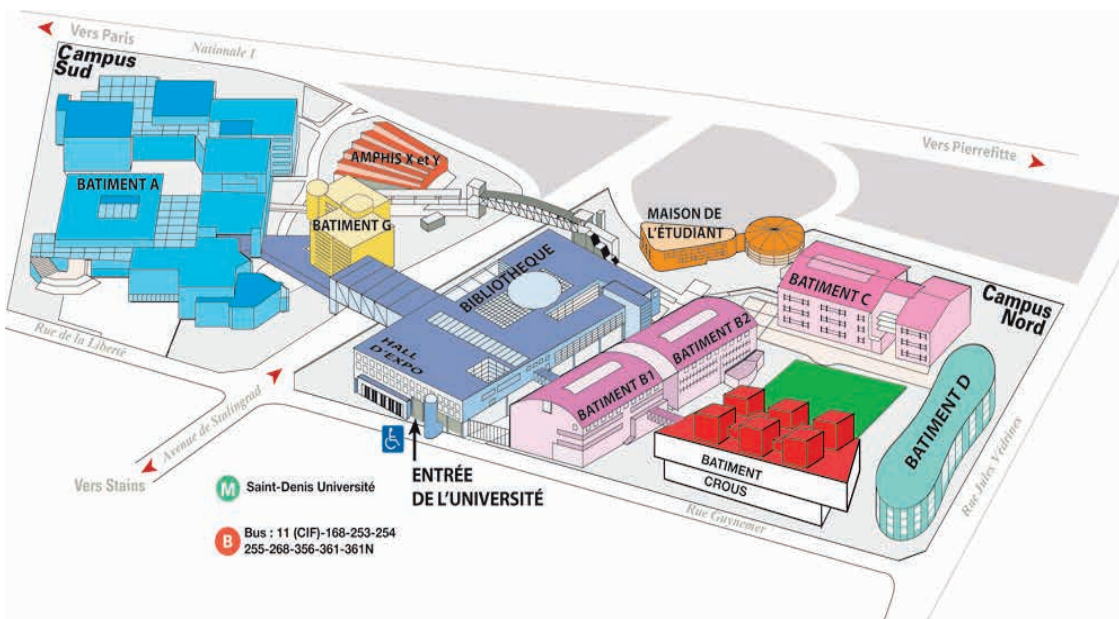 Vers Paris
Nationale 1
Campus
Sud
Vers Pierrefitte
AMPHIS X et Y
BATIMENT A
BATIMENT G
MAISON DE
L'ÉTUDIANT
BIBLIOTHEQUE
BATIMENT C
Campus
Nord
HALL
D'EXPO
BATIMENT B2
BATIMENT B1
BATIMENT D
Rue de la Liberté
Avenue de Stalingrad
Rue Jules Védrines
BATIMENT
CROUS
Vers Stains
ENTRÉE
DE L'UNIVERSITÉ
Rue Guynemer
M Saint-Denis Université
B Bus : 11 (CIF)-168-253-254
255-268-356-361-361N